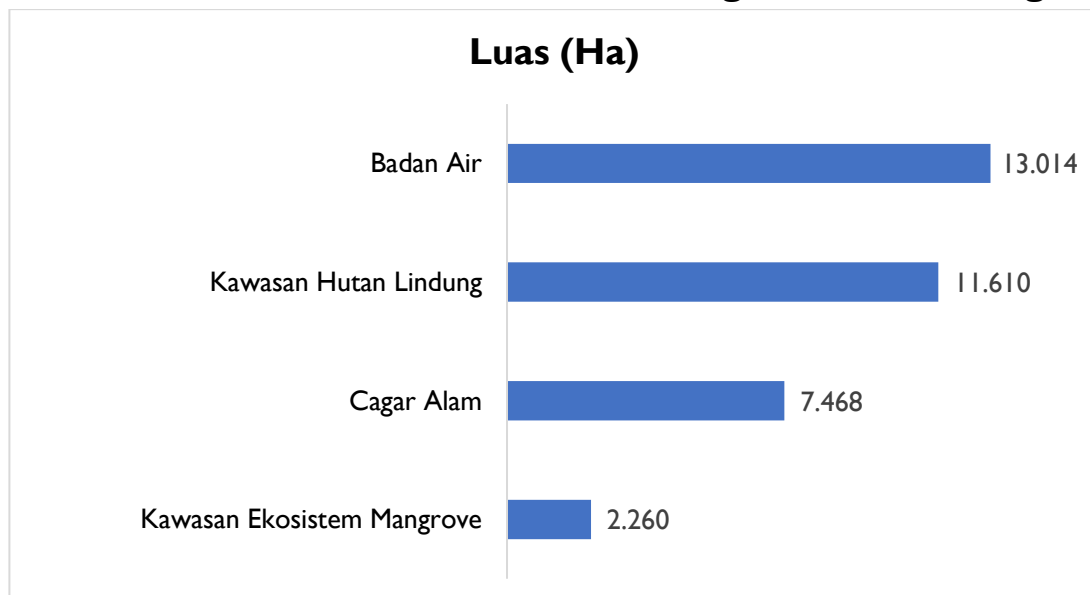 Luas (Ha)
Badan Air
13.014
Kawasan Hutan Lindung
11.610
Cagar Alam
7.468
Kawasan Ekosistem Mangrove
2.260